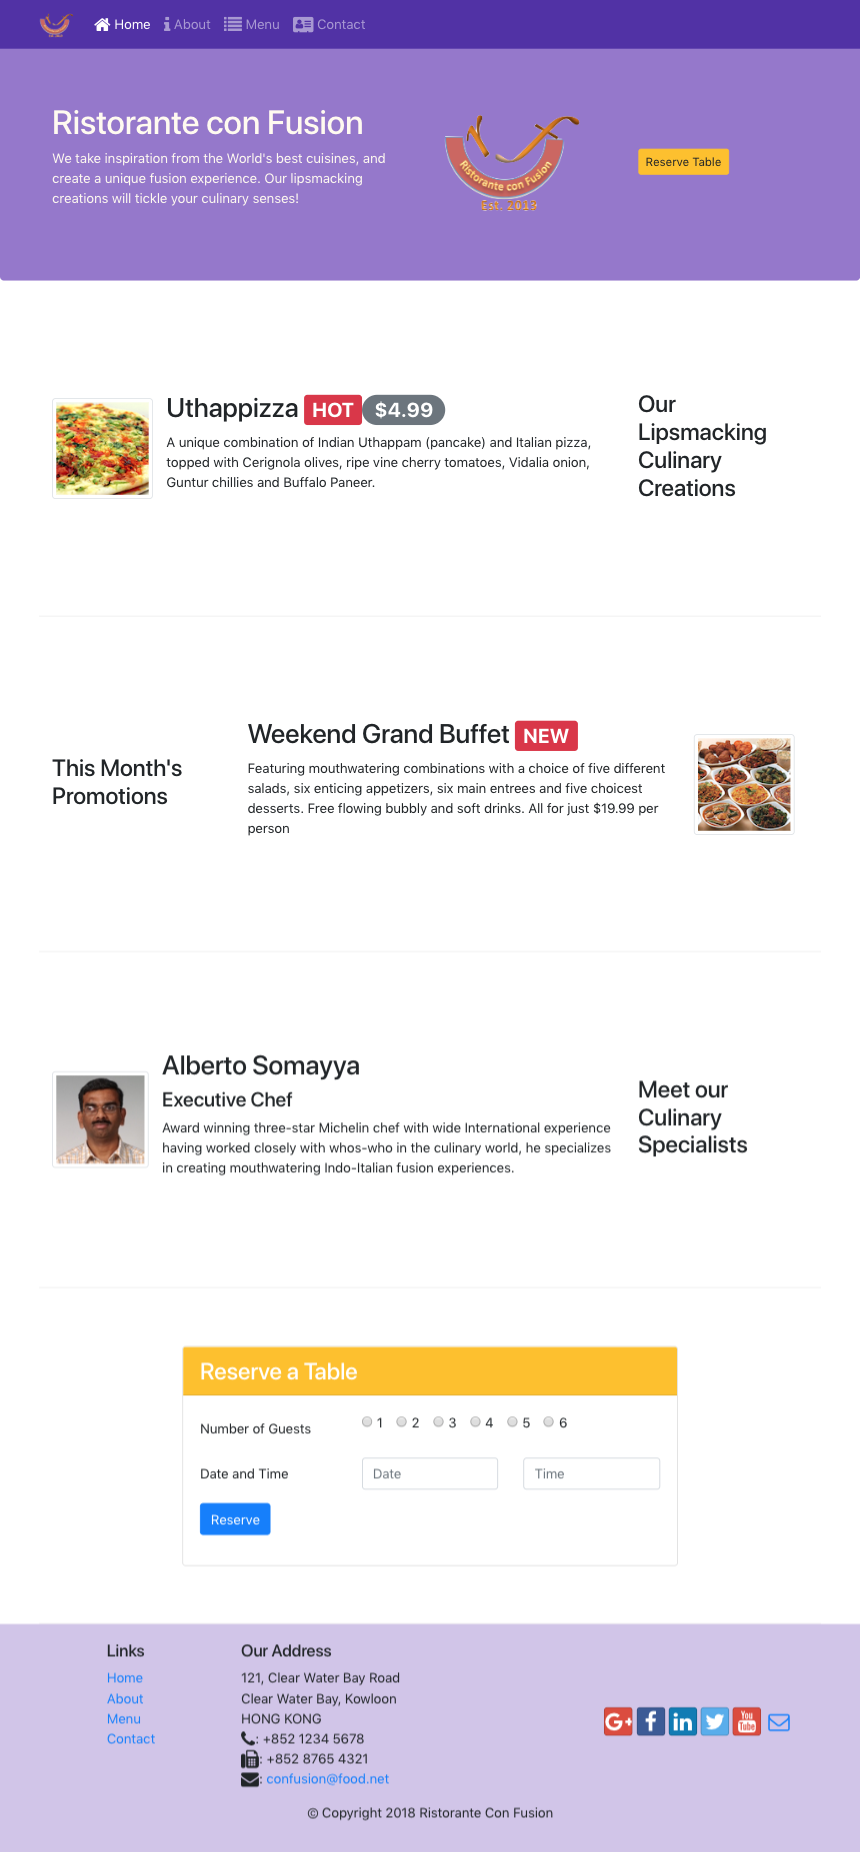 Home About Menu Contact
Ristorante con Fusion
We take inspiration from the World's best cuisines, and
create a unique fusion experience. Our lipsmacking
creations will tickle your culinary senses!
Ristorante con Fusion
Est. 2019
Reserve Table
Uthappizza HOT $4.99
A unique combination of Indian Uthappam (pancake) and Italian pizza,
topped with Cerignola olives, ripe vine cherry tomatoes, Vidalia onion,
Guntur chillies and Buffalo Paneer.
Our
Lipsmacking
Culinary
Creations
This Month's
Promotions
Weekend Grand Buffet NEW
Featuring mouthwatering combinations with a choice of five different
salads, six enticing appetizers, six main entrees and five choicest
desserts. Free flowing bubbly and soft drinks. All for just $19.99 per
person
Alberto Somayya
Executive Chef
Award winning three-star Michelin chef with wide International experience
having worked closely with whos-who in the culinary world, he specializes
in creating mouthwatering Indo-Italian fusion experiences.
Meet our
Culinary
Specialists
Reserve a Table
Number of Guests 1 2 3 4 5 6
Date and Time Date Time
Reserve
Links
Home
About
Menu
Contact
Our Address
121, Clear Water Bay Road
Clear Water Bay, Kowloon
HONG KONG
: +852 1234 5678
: +852 8765 4321
: confusion@food.net
G+ f in You Tube
© Copyright 2018 Ristorante Con Fusion